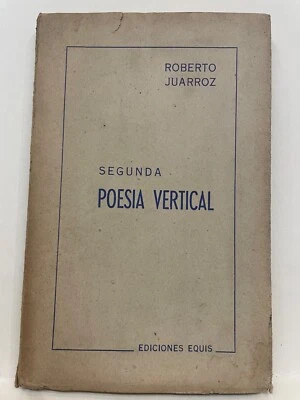 ROBERTO
JUARROZ
SEGUNDA
POESIA VERTICAL
EDICIONES EQUIS